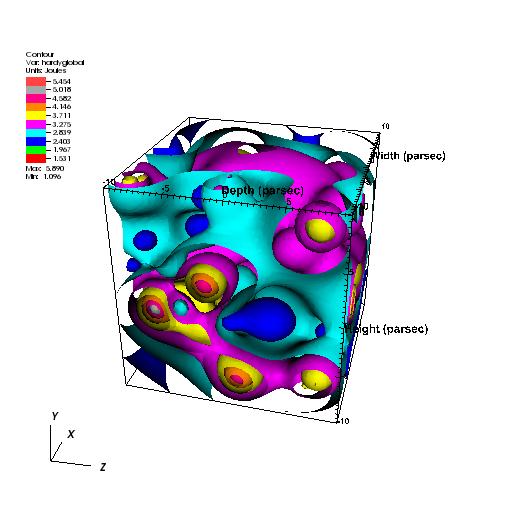 Contour
Var: hardyglobal
Units: Joules
5.454
5.018
4.582
4.146
3.711
3.275
2.839
2.403
1.967
1.531
Max: 5.890
Min: 1.096
10
Width (parsec)
-10
-5
Depth (parsec)
5
10
Height (parsec)
-10
Y
X
Z